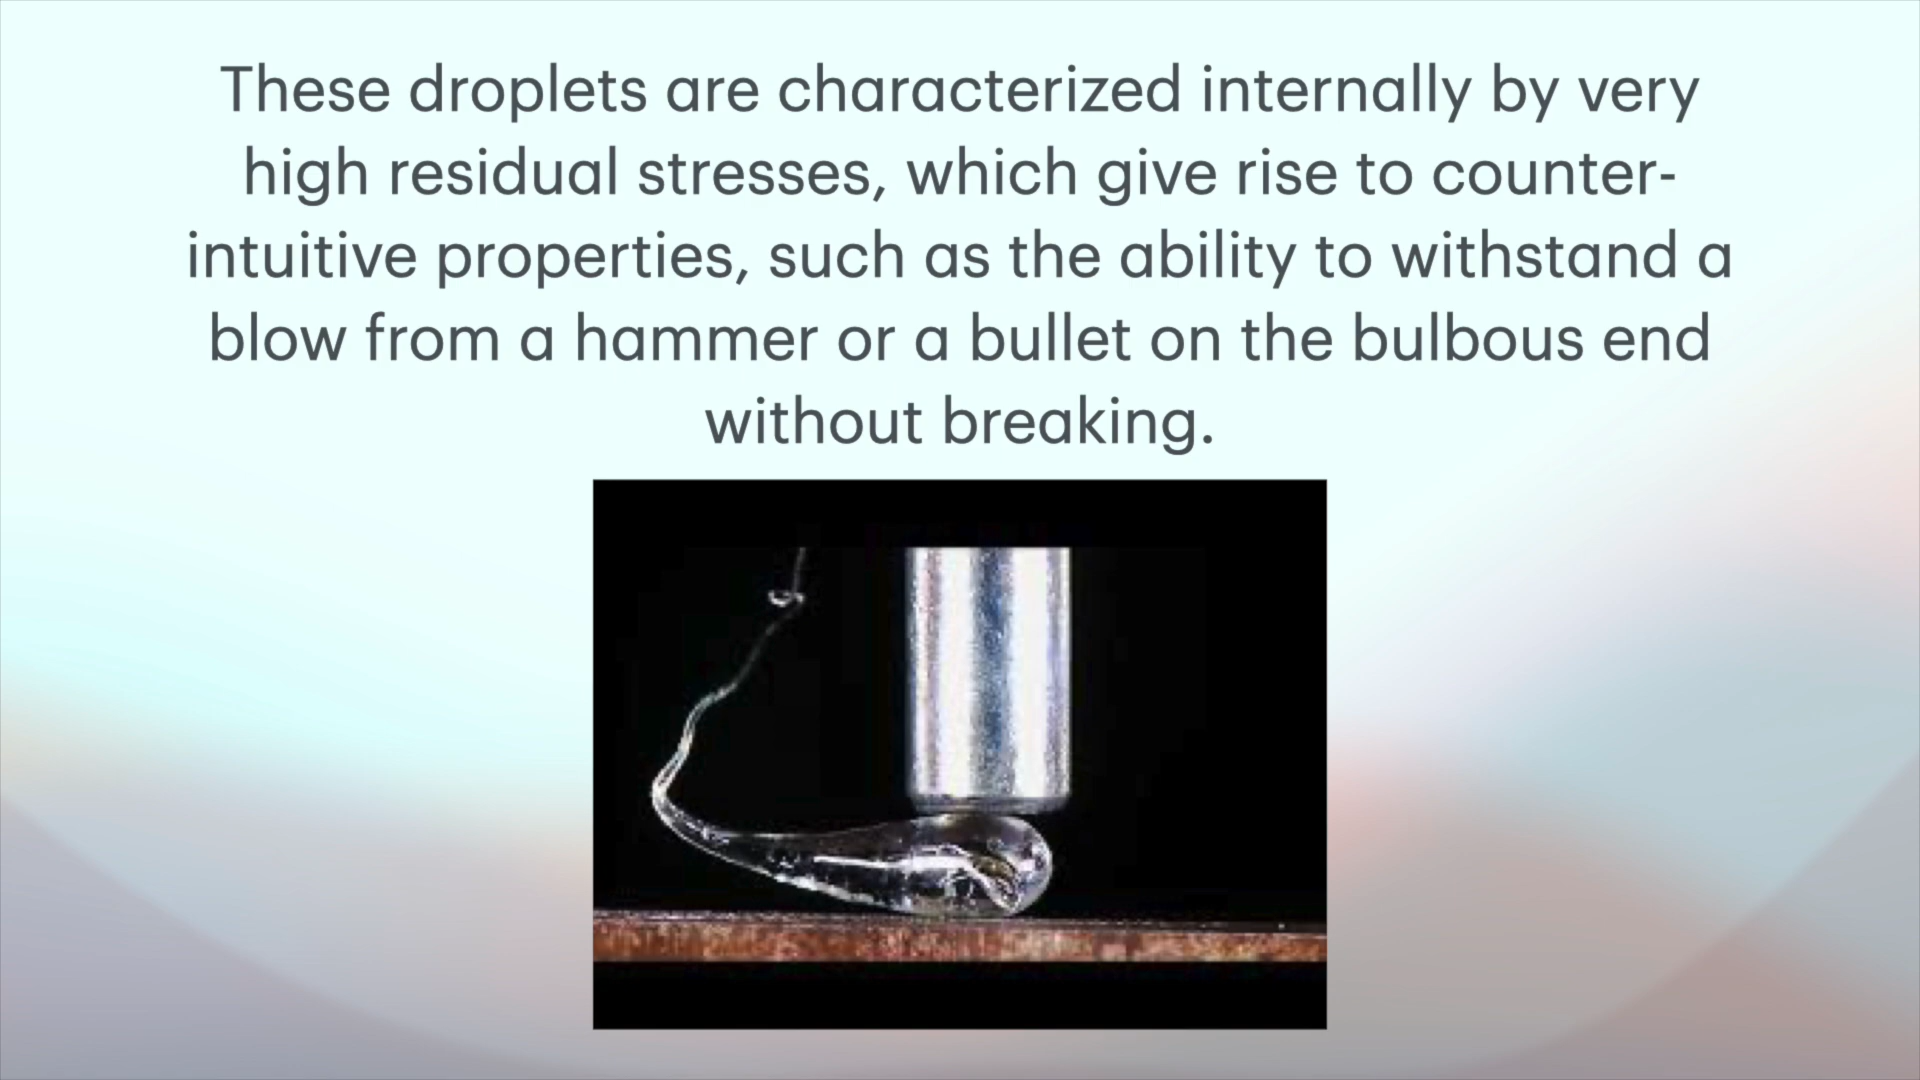 These droplets are characterized internally by very
high residual stresses, which give rise to counter-
intuitive properties, such as the ability to withstand a
blow from a hammer or a bullet on the bulbous end
without breaking.